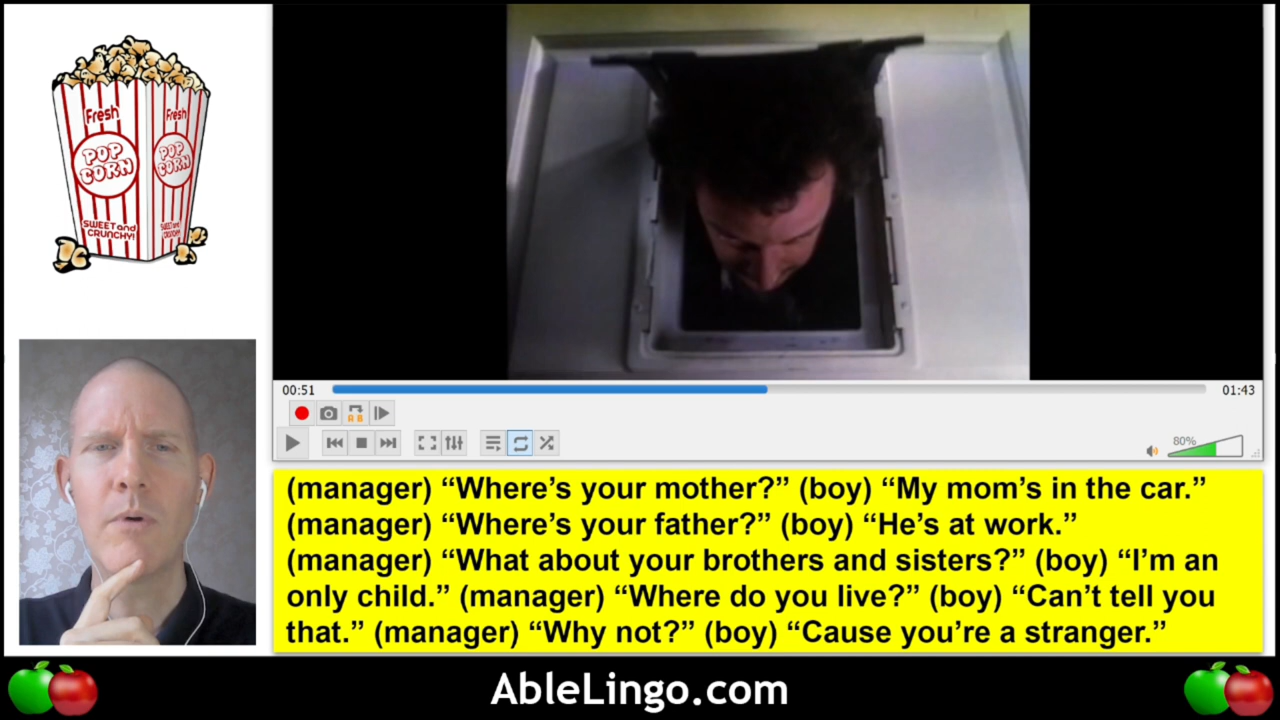 Fresh
Fresh
POP
CORN
POP
CORN
SWEET and
CRUNCHY!
00:51
01:43
80%
(manager) “Where’s your mother?” (boy) “My mom’s in the car.”
(manager) “Where’s your father?” (boy) “He’s at work.”
(manager) “What about your brothers and sisters?” (boy) “I’m an
only child.” (manager) “Where do you live?” (boy) “Can’t tell you
that.” (manager) “Why not?” (boy) “Cause you’re a stranger.”
AbleLingo.com